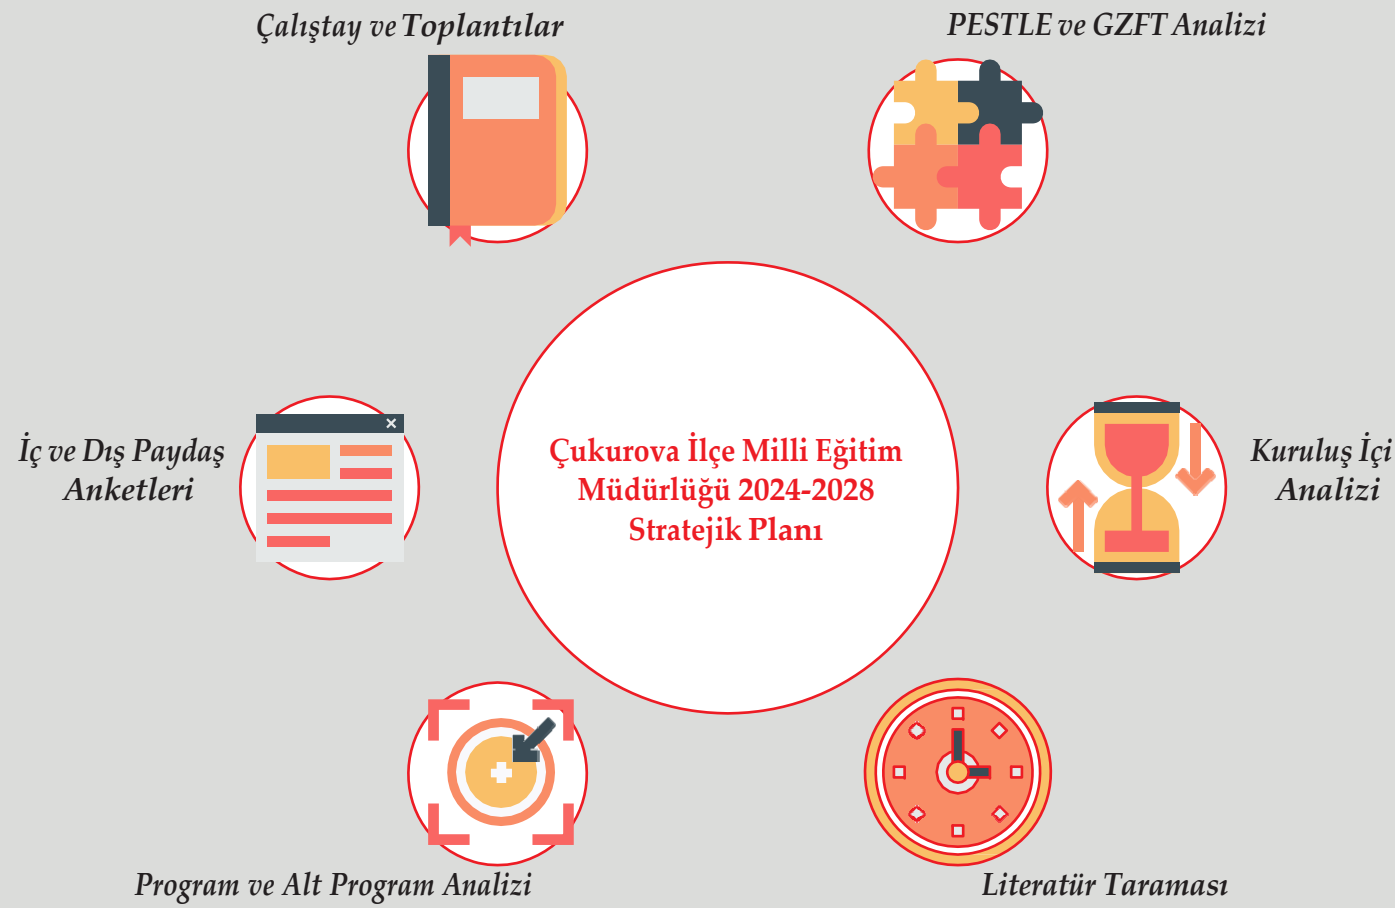 Çalıştay ve Toplantılar
PESTLE ve GZFT Analizi
İç ve Dış Paydaş
Anketleri
Çukurova İlçe Milli Eğitim
Müdürlüğü 2024-2028
Stratejik Planı
Kuruluş İçi
Analizi
Program ve Alt Program Analizi
Literatür Taraması